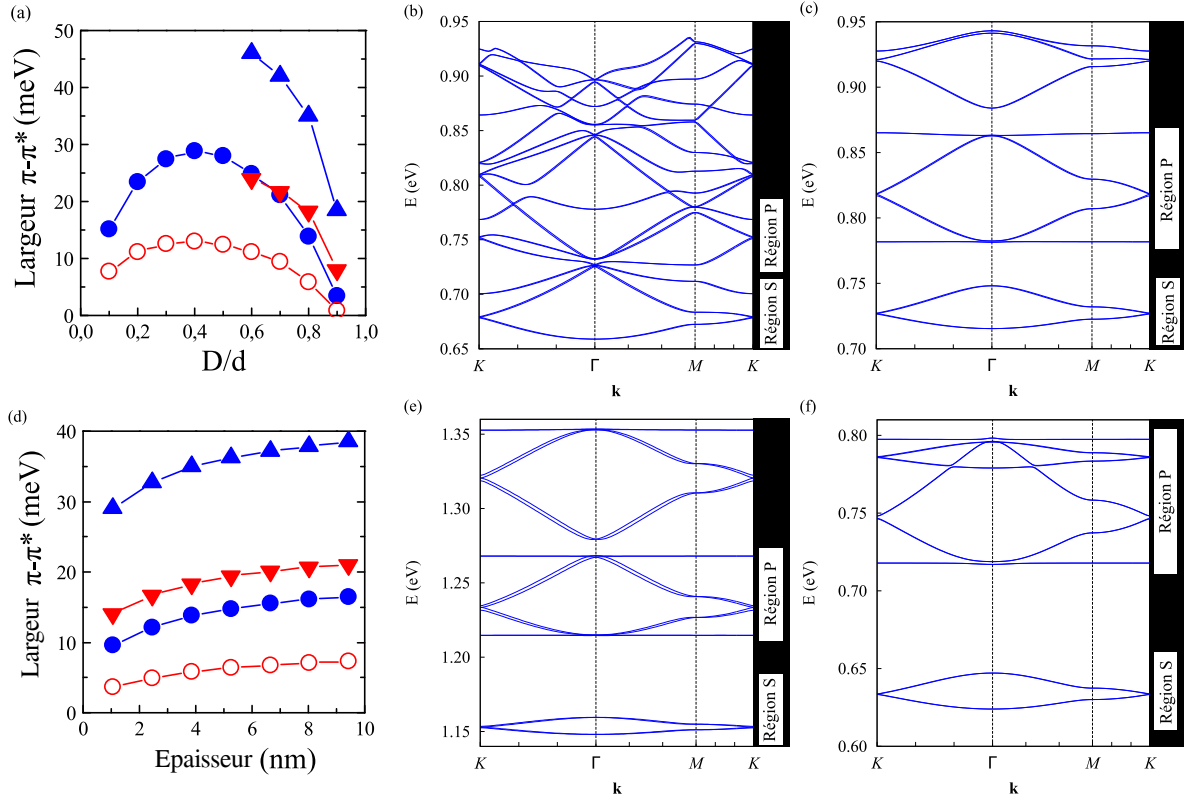 (a)
Largeur π-π* (meV)
50
40
30
20
10
0
0,0 0,2 0,4 0,6 0,8 1,0
D/d
(b)
E (eV)
0.95
0.90
0.85
0.80
0.75
0.70
0.65
K Γ M K
k
Région P
Région S
(c)
E (eV)
0.95
0.90
0.85
0.80
0.75
0.70
K Γ M K
k
Région P
Région S
(d)
Largeur π-π* (meV)
40
30
20
10
0
0 2 4 6 8 10
Epaisseur (nm)
(e)
E (eV)
1.35
1.30
1.25
1.20
1.15
K Γ M K
k
Région P
Région S
(f)
E (eV)
0.80
0.75
0.70
0.65
0.60
K Γ M K
k
Région P
Région S